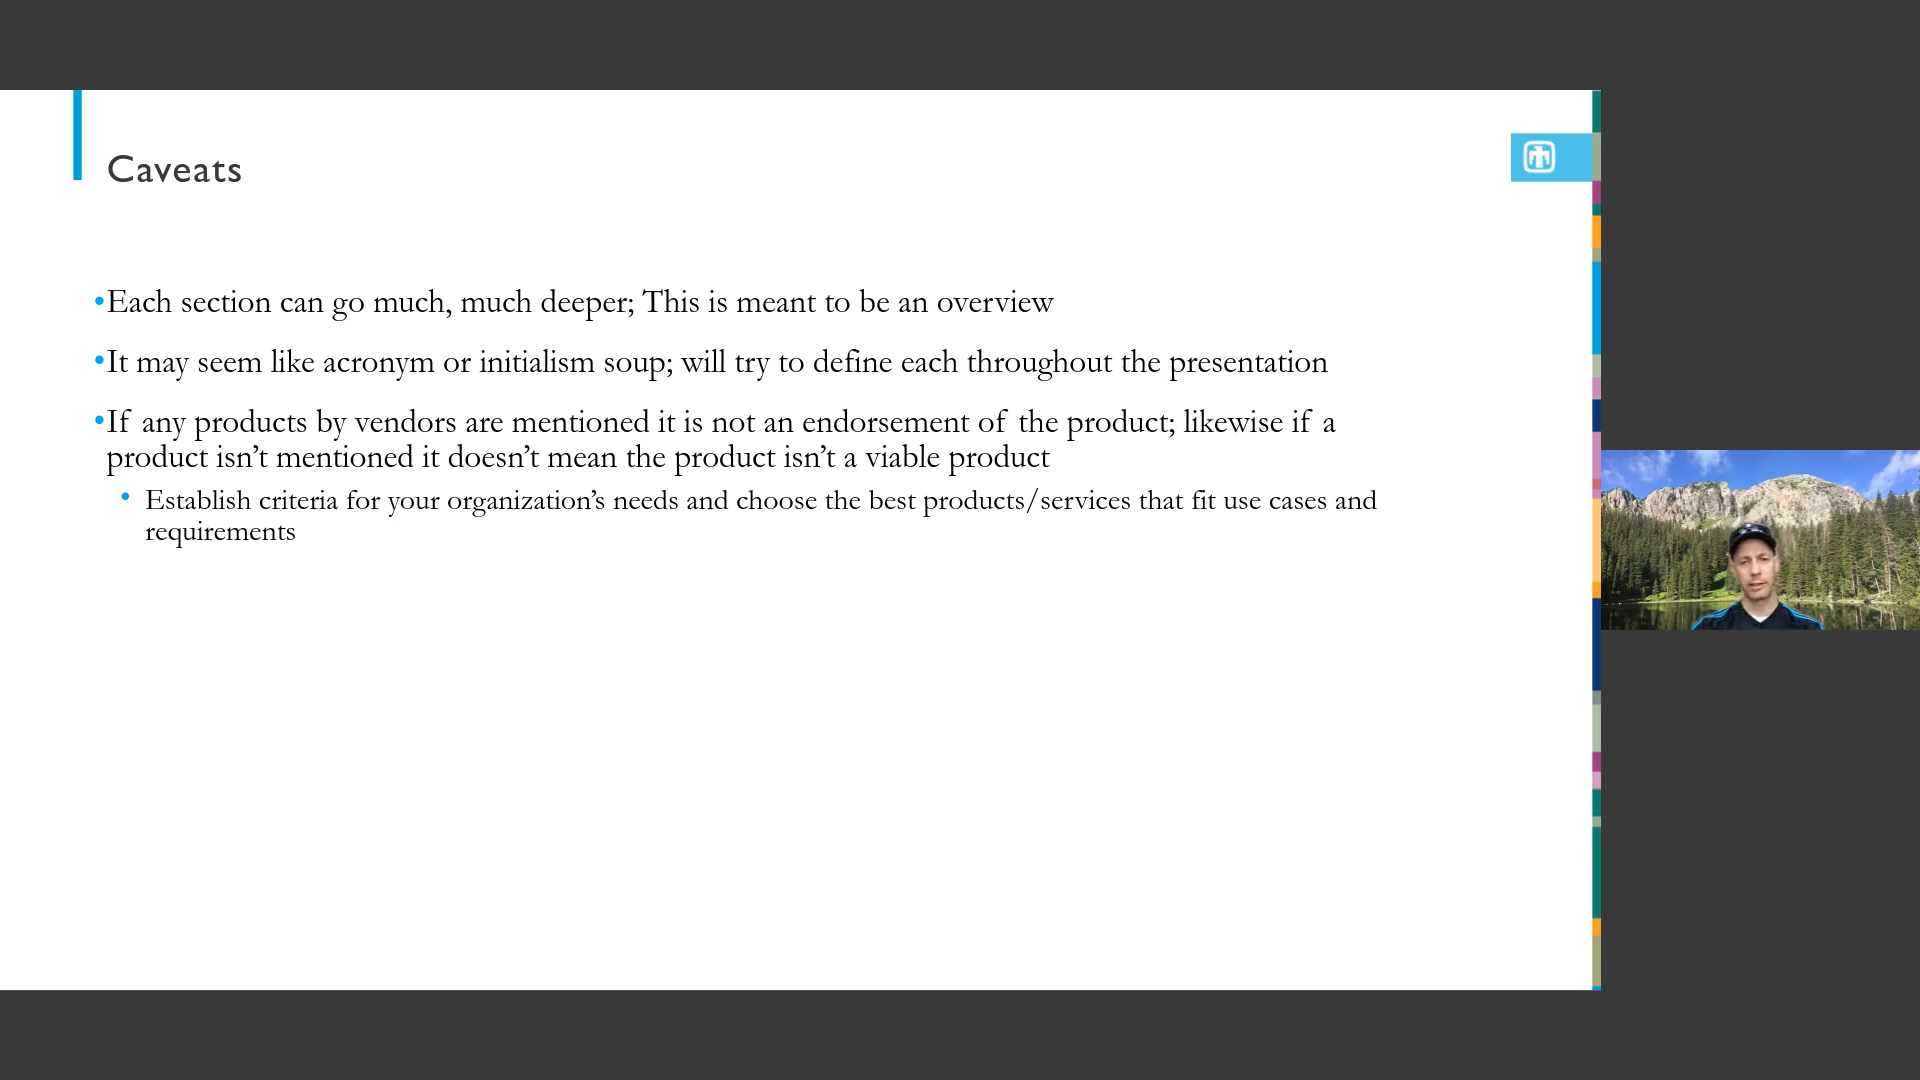 Caveats
•Each section can go much, much deeper; This is meant to be an overview
•It may seem like acronym or initialism soup; will try to define each throughout the presentation
•If any products by vendors are mentioned it is not an endorsement of the product; likewise if a
product isn’t mentioned it doesn’t mean the product isn’t a viable product
• Establish criteria for your organization’s needs and choose the best products/services that fit use cases and
requirements